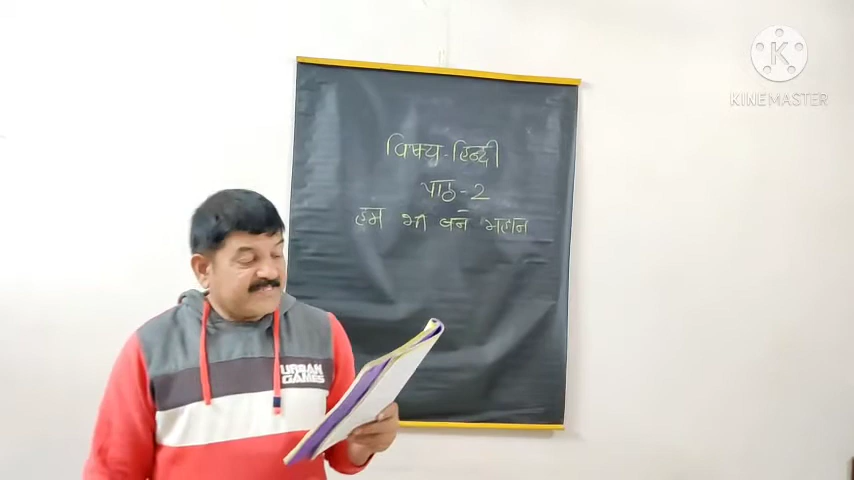 विषय - हिन्दी
पाठ - 2
हम भी बने महान
URBAN
GAMES
K
KINEMASTER